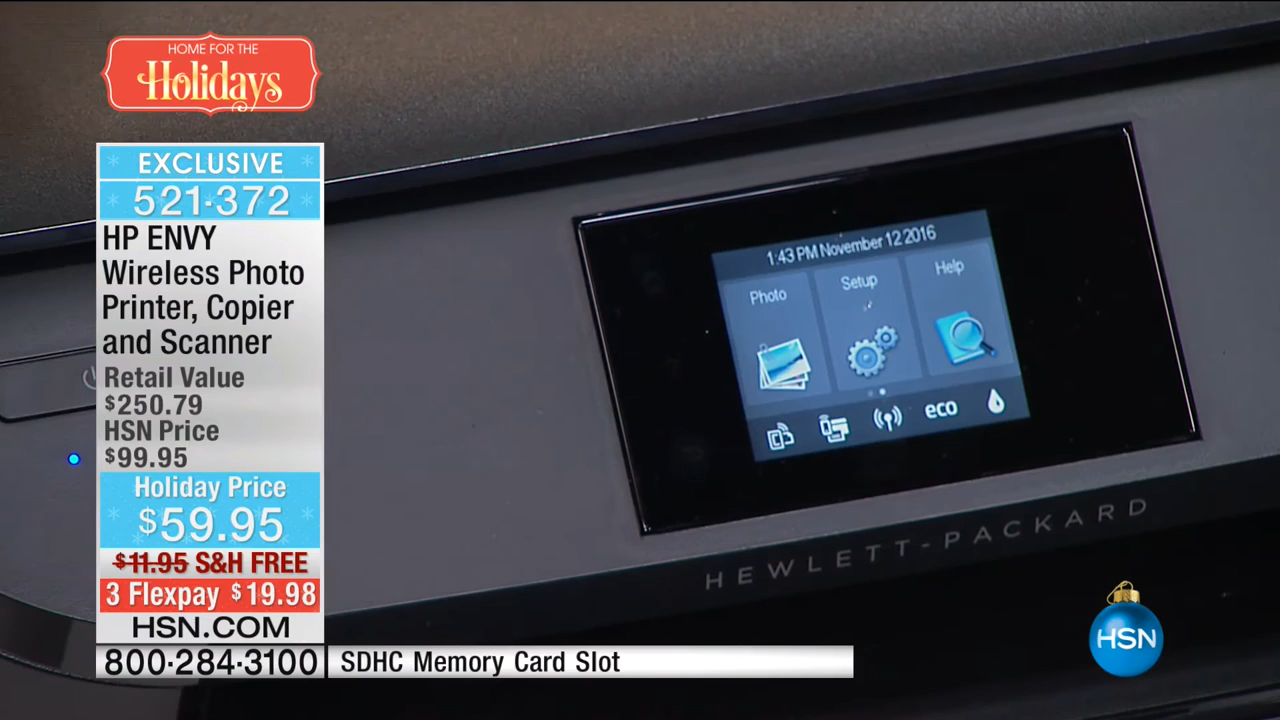 HOME FOR THE
Holidays
EXCLUSIVE
521·372
HP ENVY
Wireless Photo
Printer, Copier
and Scanner
Retail Value
$250.79
HSN Price
$99.95
Holiday Price
$59.95
$11.95 S&H FREE
3 Flexpay $19.98
HSN.COM
800·284·3100
SDHC Memory Card Slot
1:43 PM November 12 2016
Photo
Setup
Help
eco
HEWLETT-PACKARD
HSN